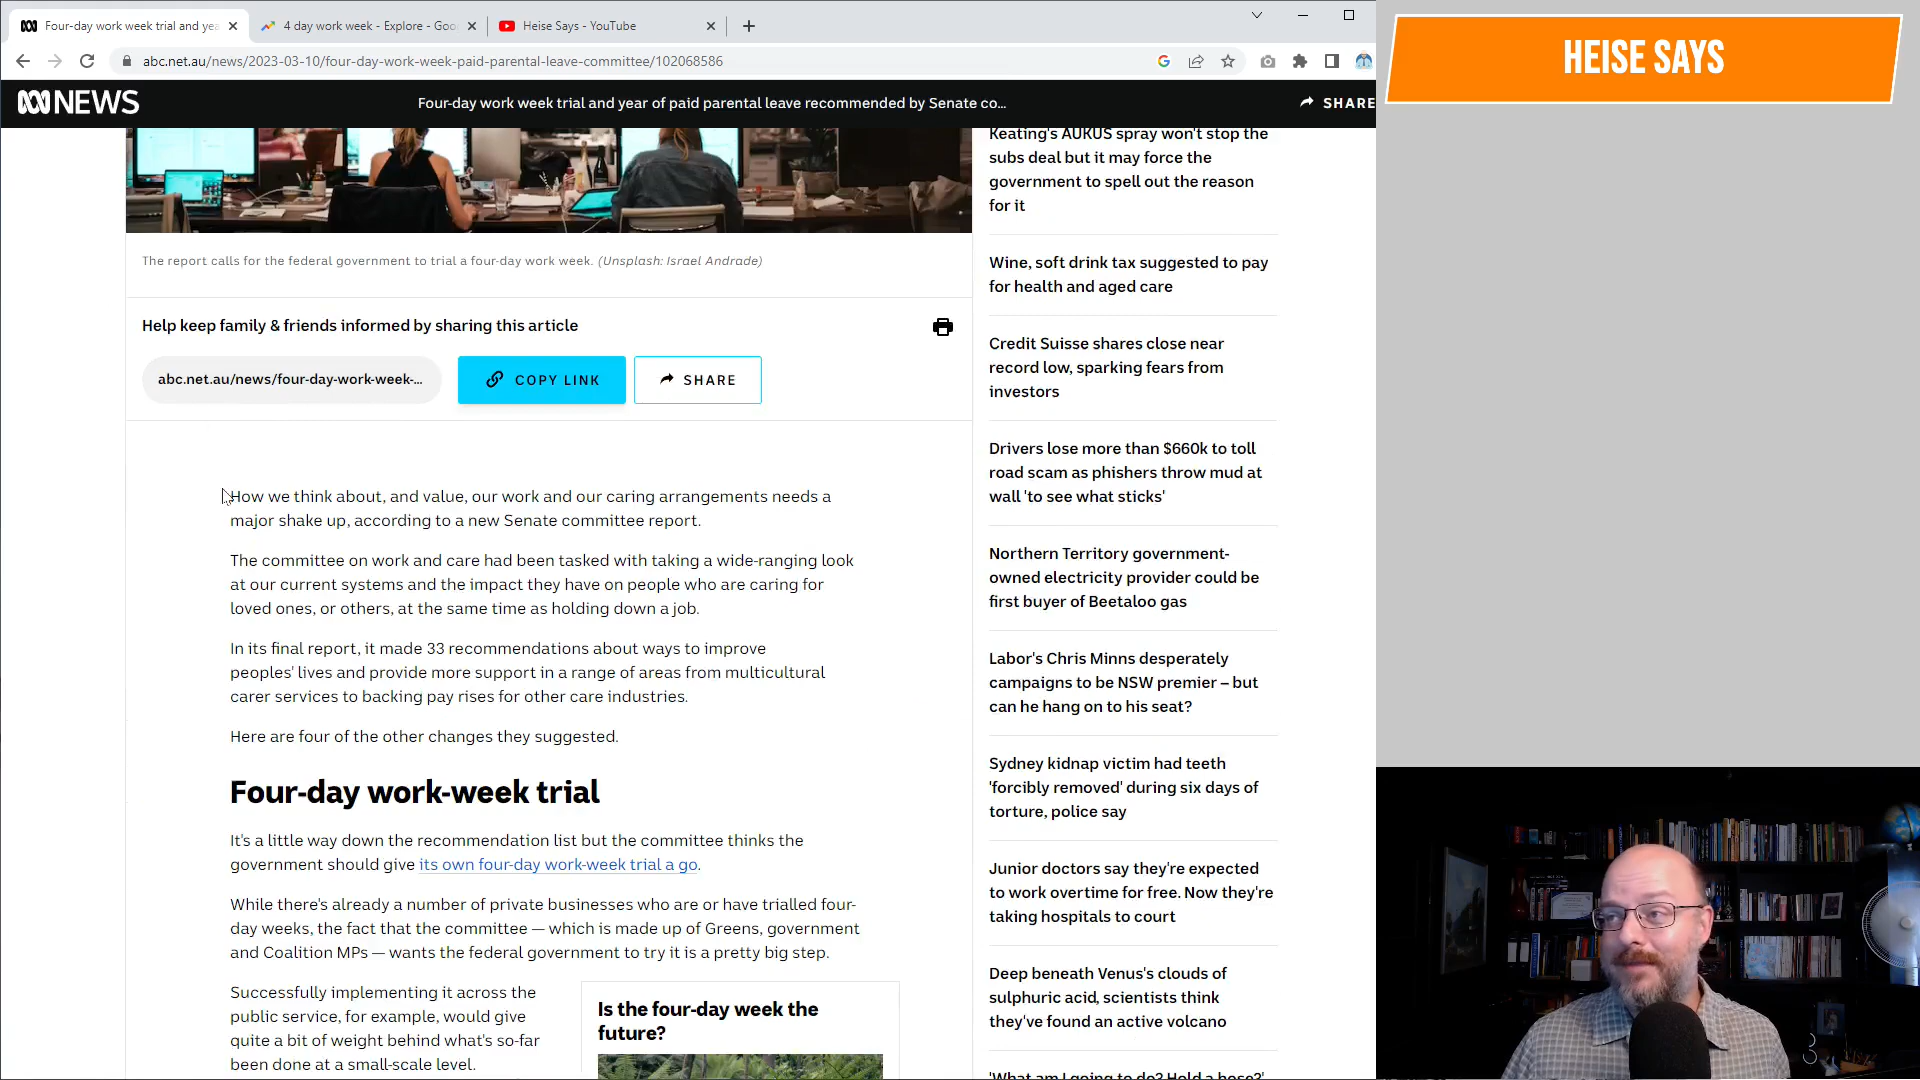 Four-day work week trial and yea
4 day work week - Explore - Goo
Heise Says - YouTube
abc.net.au/news/2023-03-10/four-day-work-week-paid-parental-leave-committee/102068586
HEISE SAYS
NEWS
Four-day work week trial and year of paid parental leave recommended by Senate co...
SHARE
The report calls for the federal government to trial a four-day work week. (Unsplash: Israel Andrade)
Help keep family & friends informed by sharing this article
abc.net.au/news/four-day-work-week-...
COPY LINK
SHARE
How we think about, and value, our work and our caring arrangements needs a
major shake up, according to a new Senate committee report.
The committee on work and care had been tasked with taking a wide-ranging look
at our current systems and the impact they have on people who are caring for
loved ones, or others, at the same time as holding down a job.
In its final report, it made 33 recommendations about ways to improve
peoples' lives and provide more support in a range of areas from multicultural
carer services to backing pay rises for other care industries.
Here are four of the other changes they suggested.
Four-day work-week trial
It's a little way down the recommendation list but the committee thinks the
government should give its own four-day work-week trial a go.
While there's already a number of private businesses who are or have trialled four-
day weeks, the fact that the committee — which is made up of Greens, government
and Coalition MPs — wants the federal government to try it is a pretty big step.
Successfully implementing it across the
public service, for example, would give
quite a bit of weight behind what's so-far
been done at a small-scale level.
Is the four-day week the
future?
Keating's AUKUS spray won't stop the
subs deal but it may force the
government to spell out the reason
for it
Wine, soft drink tax suggested to pay
for health and aged care
Credit Suisse shares close near
record low, sparking fears from
investors
Drivers lose more than $660k to toll
road scam as phishers throw mud at
wall 'to see what sticks'
Northern Territory government-
owned electricity provider could be
first buyer of Beetaloo gas
Labor's Chris Minns desperately
campaigns to be NSW premier – but
can he hang on to his seat?
Sydney kidnap victim had teeth
'forcibly removed' during six days of
torture, police say
Junior doctors say they're expected
to work overtime for free. Now they're
taking hospitals to court
Deep beneath Venus's clouds of
sulphuric acid, scientists think
they've found an active volcano
'What am I going to do? Hold a hose?'